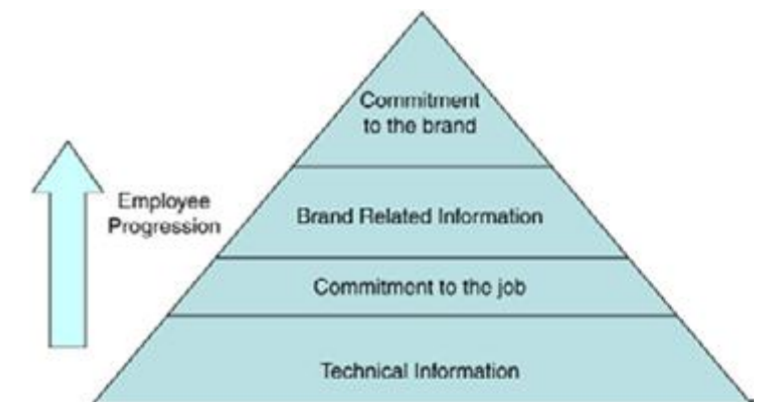 Commitment
to the brand
Employee
Progression
Brand Related Information
Commitment to the job
Technical Information